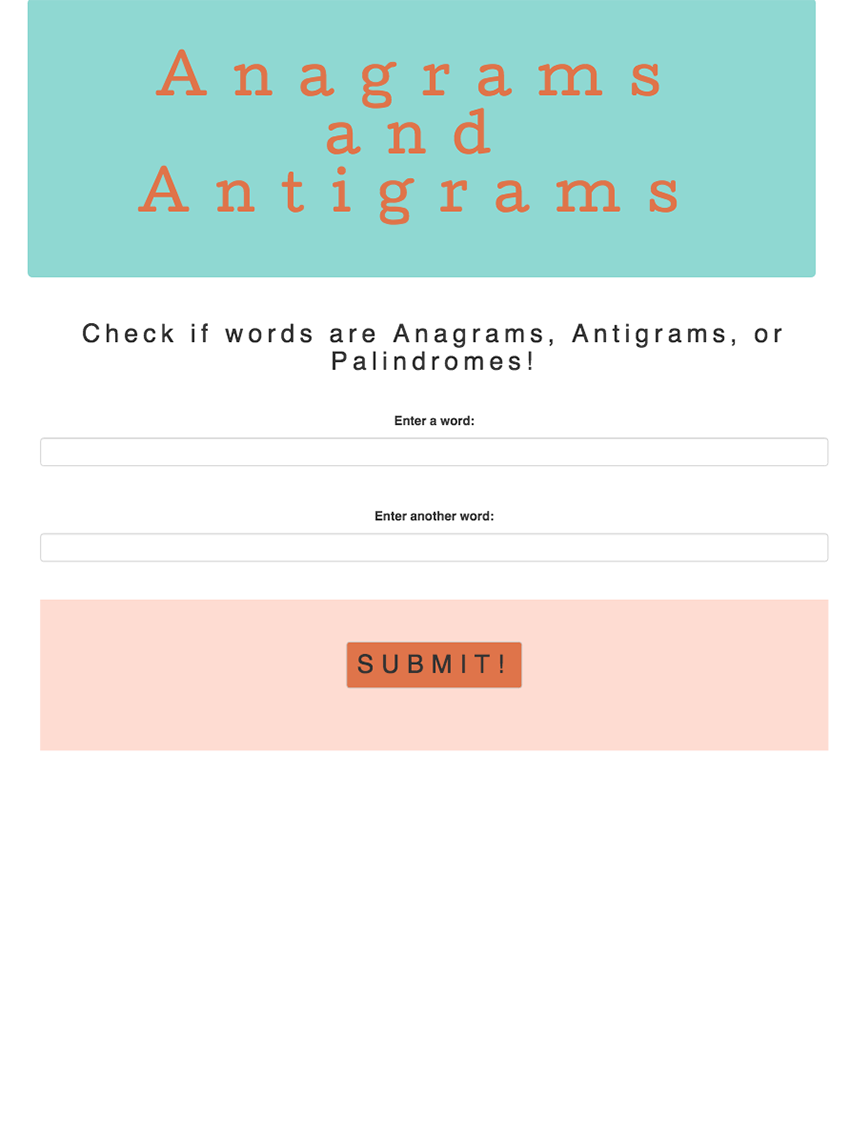 Anagrams
and
Antigrams
Check if words are Anagrams, Antigrams, or
Palindromes!
Enter a word:
Enter another word:
SUBMIT!